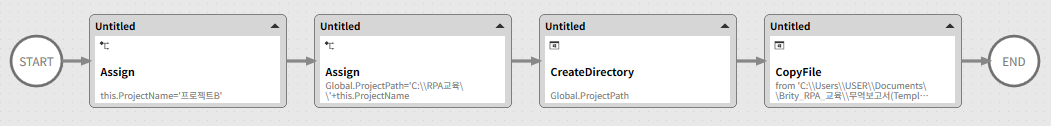 START
Untitled
Assign
this.ProjectName='프로젝트B'
Untitled
Assign
Global.ProjectPath='C:\\RPA교육\
\'+this.ProjectName
Untitled
CreateDirectory
Global.ProjectPath
Untitled
CopyFile
from 'C:\\Users\\USER\\Documents\
\Brity_RPA_교육\\무역보고서(Templ…
END